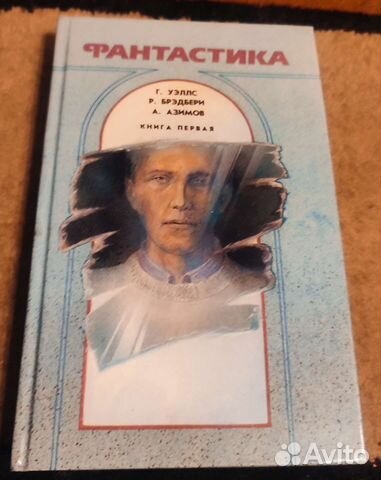 ФАНТАСТИКА
Г. УЭЛЛС
Р. БРЭДБЕРИ
А. АЗИМОВ
КНИГА ПЕРВАЯ
Avito